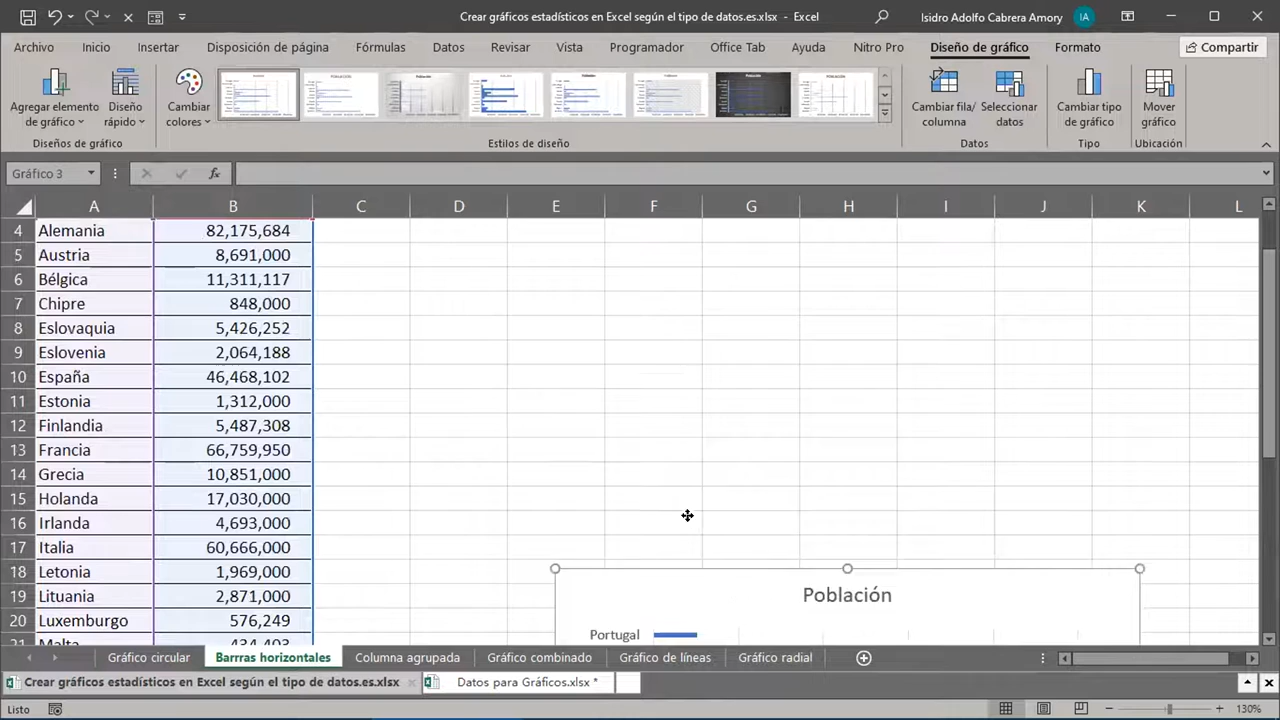 Crear gráficos estadísticos en Excel según el tipo de datos.es.xlsx - Excel
Isidro Adolfo Cabrera Amory
IA
Archivo Inicio Insertar Disposición de página Fórmulas Datos Revisar Vista Programador Office Tab Ayuda Nitro Pro Diseño de gráfico Formato Compartir
Agregar elemento de gráfico
Diseño rápido
Cambiar colores
Cambiar fila/columna
Seleccionar datos
Cambiar tipo de gráfico
Mover gráfico
Diseños de gráfico Estilos de diseño Datos Tipo Ubicación
Gráfico 3 fx
A B C D E F G H I J K L
4 Alemania 82,175,684
5 Austria 8,691,000
6 Bélgica 11,311,117
7 Chipre 848,000
8 Eslovaquia 5,426,252
9 Eslovenia 2,064,188
10 España 46,468,102
11 Estonia 1,312,000
12 Finlandia 5,487,308
13 Francia 66,759,950
14 Grecia 10,851,000
15 Holanda 17,030,000
16 Irlanda 4,693,000
17 Italia 60,666,000
18 Letonia 1,969,000
19 Lituania 2,871,000
20 Luxemburgo 576,249
21 Malta 434,403
Población
Portugal
Gráfico circular Barrras horizontales Columna agrupada Gráfico combinado Gráfico de líneas Gráfico radial
Crear gráficos estadísticos en Excel según el tipo de datos.es.xlsx Datos para Gráficos.xlsx *
Listo 130%